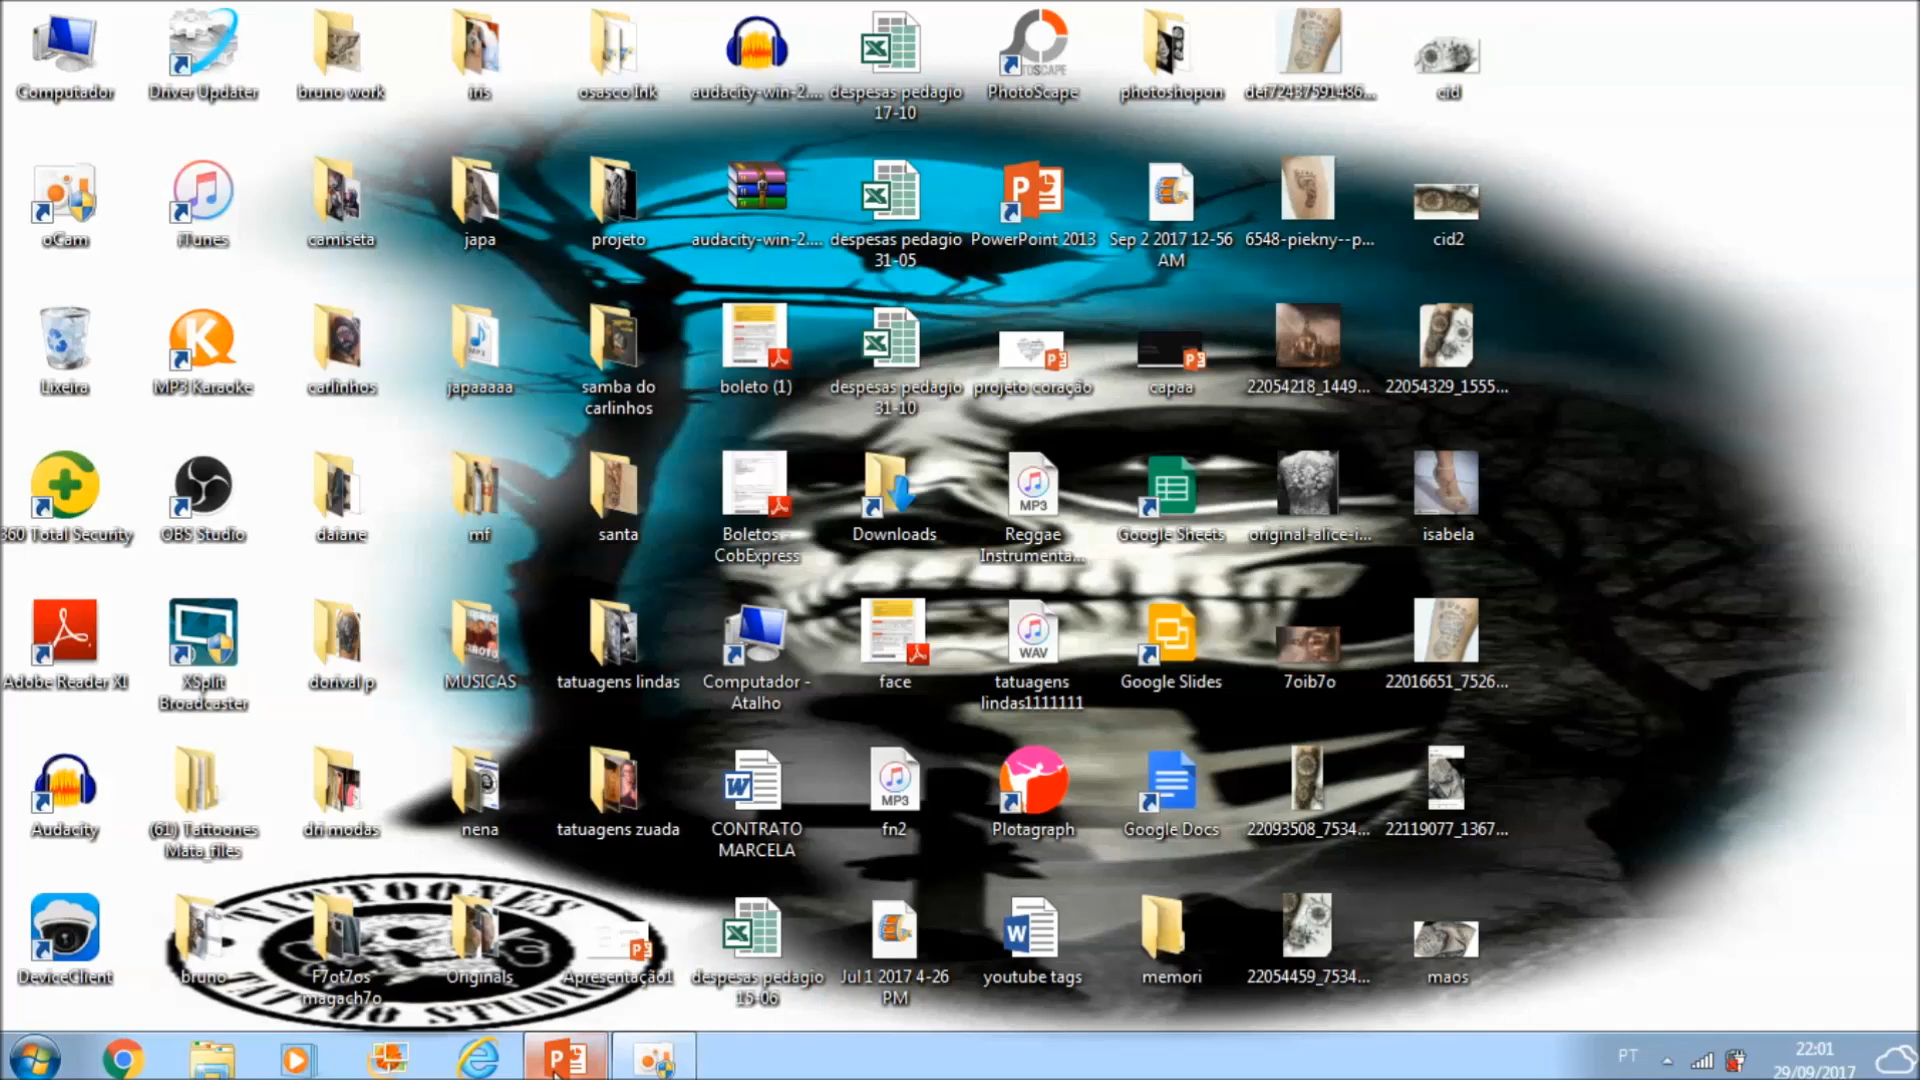 Computador
Driver Updater
bruno work
iris
osasco Ink
audacity-win-2....
despesas pedagio
17-10
PhotoScape
photoshopon
def72437591486...
cid
oCam
iTunes
camiseta
japa
projeto
audacity-win-2....
despesas pedagio
31-05
PowerPoint 2013
Sep 2 2017 12-56
AM
6548-piekny--p...
cid2
Lixeira
MP3 Karaoke
carlinhos
japaaaaa
samba do
carlinhos
boleto (1)
despesas pedagio
31-10
projeto coração
capaa
22054218_1449...
22054329_1555...
360 Total Security
OBS Studio
daiane
mf
santa
Boletos -
CobExpress
Downloads
MP3
Reggae
Instrumenta...
Google Sheets
original-alice-i...
isabela
Adobe Reader XI
XSplit
Broadcaster
dorival p
MUSICAS
tatuagens lindas
Computador -
Atalho
face
WAV
tatuagens
lindas1111111
Google Slides
7oib7o
22016651_7526...
Audacity
(61) Tattoones
Mata_files
dri modas
nena
tatuagens zuada
CONTRATO
MARCELA
MP3
fn2
Plotagraph
Google Docs
22093508_7534...
22119077_1367...
TATTOONES
TATTOO STUDIO
DeviceClient
bruno
F7ot7os
magach7o
Originals
Apresentação1
despesas pedagio
15-06
Jul 1 2017 4-26
PM
youtube tags
memori
22054459_7534...
maos
PT
22:01
29/09/2017